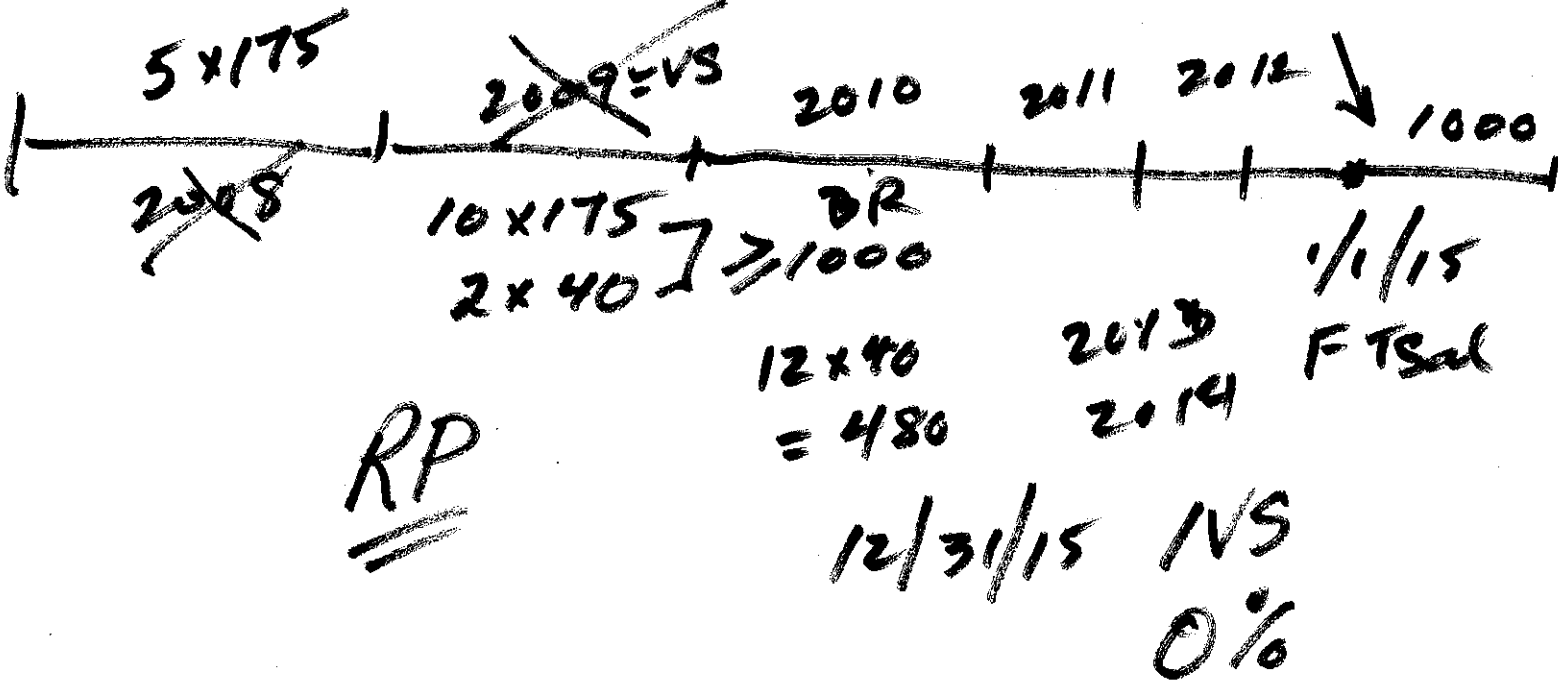 5 x 175 2009 = VS 2010 2011 2012 1000
2008 10 x 175 BR 1/1/15
2 x 40 ] ≥1000
12 x 40 2013 FTSal
= 480 2014
RP
12/31/15 1VS
0%